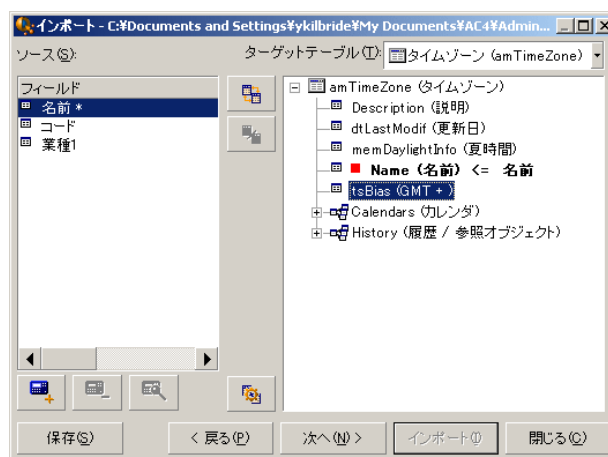 インポート - C:¥Documents and Settings¥ykilbride¥My Documents¥AC4¥Admin...
ソース(S):
ターゲットテーブル(T):
タイムゾーン (amTimeZone)
フィールド
名前 *
コード
業種1
amTimeZone (タイムゾーン)
Description (説明)
dtLastModif (更新日)
memDaylightInfo (夏時間)
Name (名前) <= 名前
tsBias (GMT + )
Calendars (カレンダ)
History (履歴 / 参照オブジェクト)
保存(S)
< 戻る(P)
次へ(N) >
インポート(I)
閉じる(C)